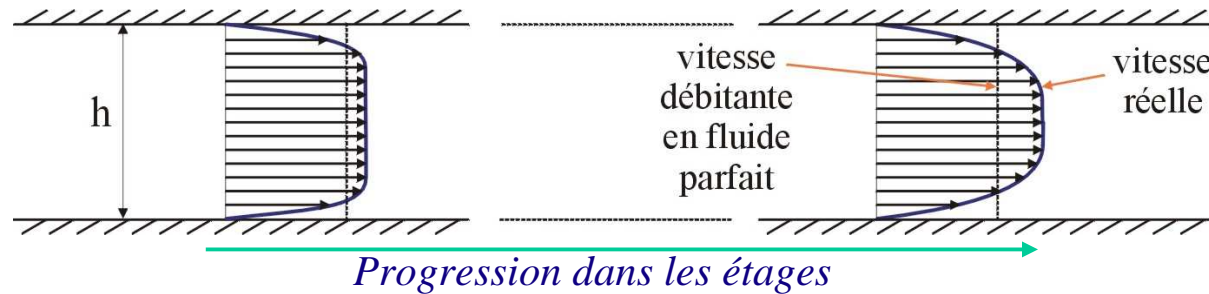 h
vitesse
débitante
en fluide
parfait
vitesse
réelle
Progression dans les étages